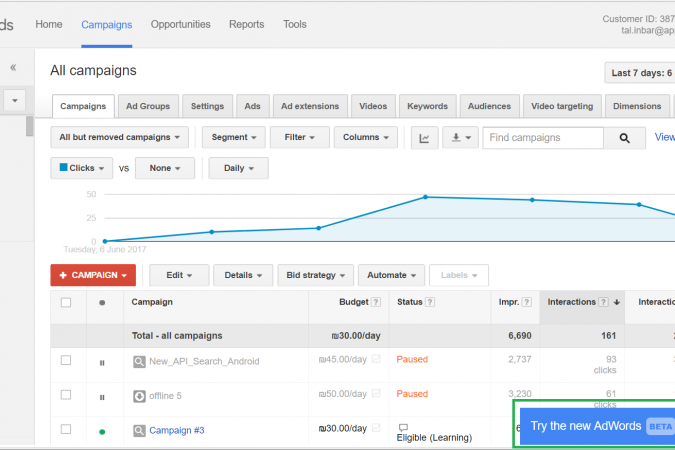 ds Home Campaigns Opportunities Reports Tools
Customer ID: 387
tal.inbar@app
«
All campaigns
Last 7 days: 6
Campaigns Ad Groups Settings Ads Ad extensions Videos Keywords Audiences Video targeting Dimensions
All but removed campaigns Segment Filter Columns Find campaigns View
Clicks vs None Daily
50
25
0
Tuesday, 6 June 2017
+ CAMPAIGN Edit Details Bid strategy Automate Labels
Campaign Budget ? Status ? Impr. ? Interactions ? Interactio
Total - all campaigns ₪30.00/day 6,690 161
New_API_Search_Android ₪45.00/day Paused 2,737 93
clicks
offline 5 ₪50.00/day Paused 3,230 61
clicks
Campaign #3 ₪30.00/day
Eligible (Learning)
Try the new AdWords BETA